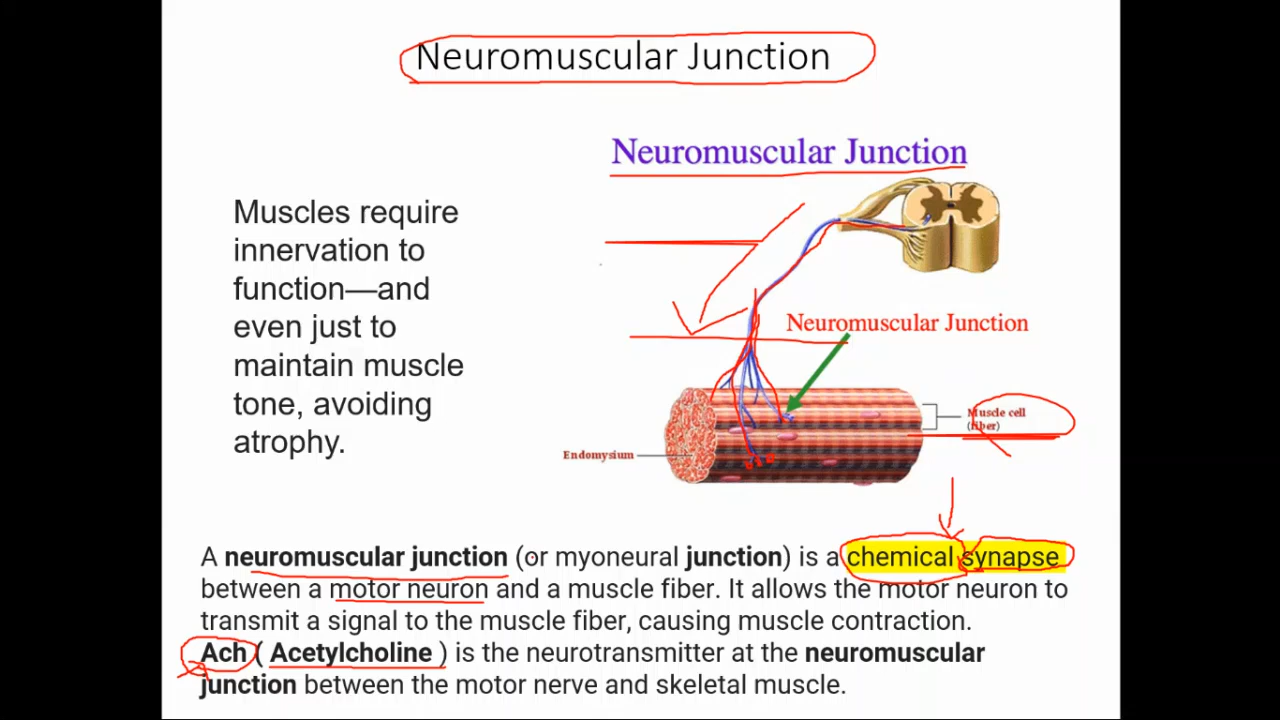 Neuromuscular Junction
Neuromuscular Junction
Muscles require
innervation to
function—and
even just to
maintain muscle
tone, avoiding
atrophy.
Neuromuscular Junction
Muscle cell
(fiber)
Endomysium
A neuromuscular junction (or myoneural junction) is a chemical synapse
between a motor neuron and a muscle fiber. It allows the motor neuron to
transmit a signal to the muscle fiber, causing muscle contraction.
Ach ( Acetylcholine ) is the neurotransmitter at the neuromuscular
junction between the motor nerve and skeletal muscle.